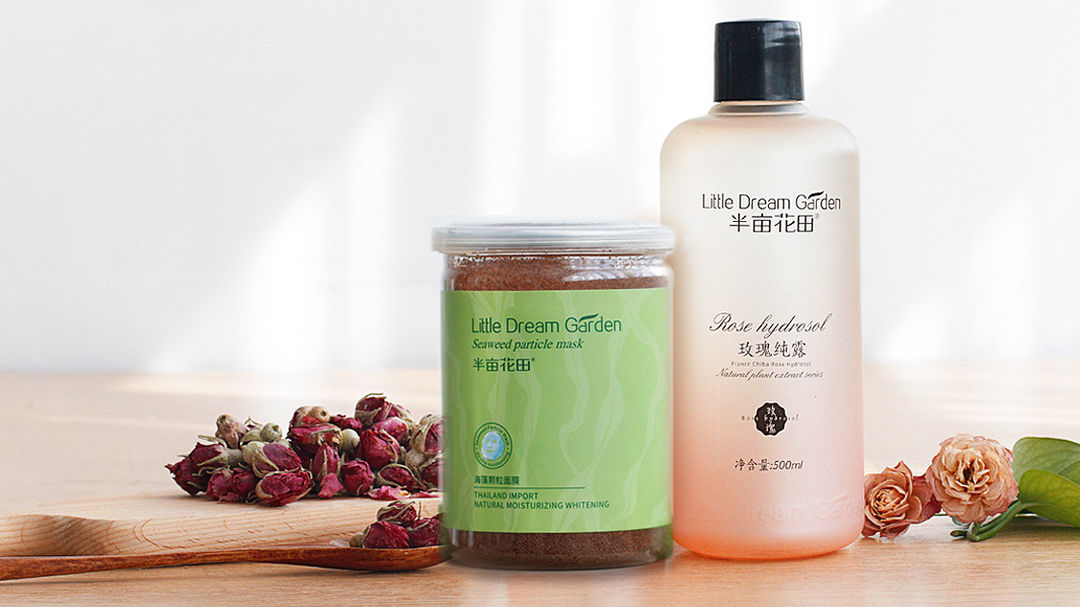 Little Dream Garden
Seaweed particle mask
半亩花田®
海藻颗粒面膜
THAILAND IMPORT
NATURAL MOISTURIZING WHITENING
Little Dream Garden
半亩花田®
Rose hydrosol
玫瑰纯露
France Chiba Rose Hydrosol
Natural plant extract series
玫瑰
Rose hydrosol
净含量:500ml